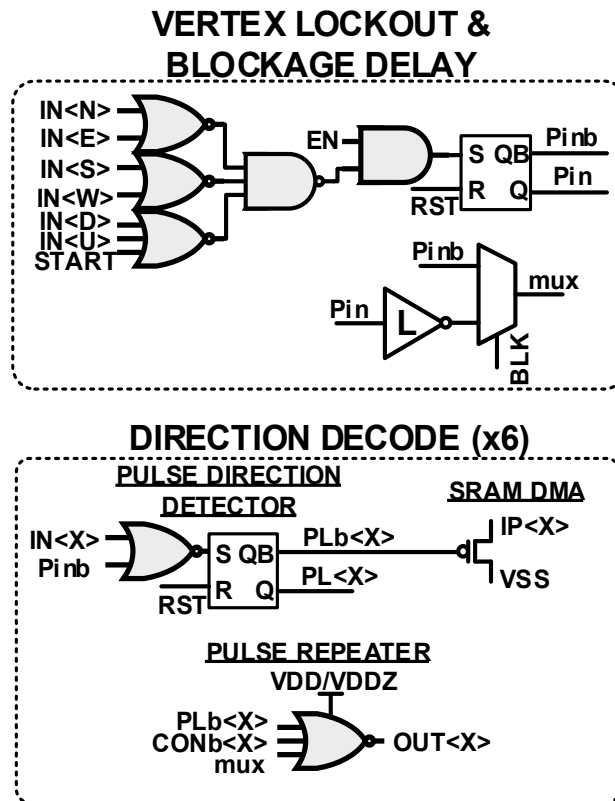 VERTEX LOCKOUT &
BLOCKAGE DELAY
IN<N>
IN<E>
IN<S>
IN<W>
IN<D>
IN<U>
START
EN
S QB
R Q
RST
Pinb
Pin
Pinb
Pin
L
mux
BLK
DIRECTION DECODE (x6)
PULSE DIRECTION
DETECTOR
IN<X>
Pinb
S QB
R Q
RST
PLb<X>
PL<X>
SRAM DMA
IP<X>
VSS
PULSE REPEATER
VDD/VDDZ
PLb<X>
CONb<X>
mux
OUT<X>